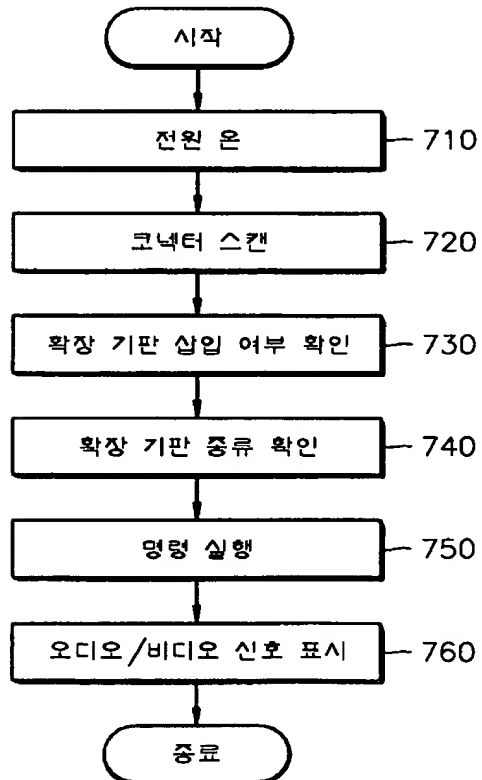 시작
전원 온
710
코넥터 스캔
720
확장 기판 삽입 여부 확인
730
확장 기판 종류 확인
740
명령 실행
750
오디오/비디오 신호 표시
760
종료